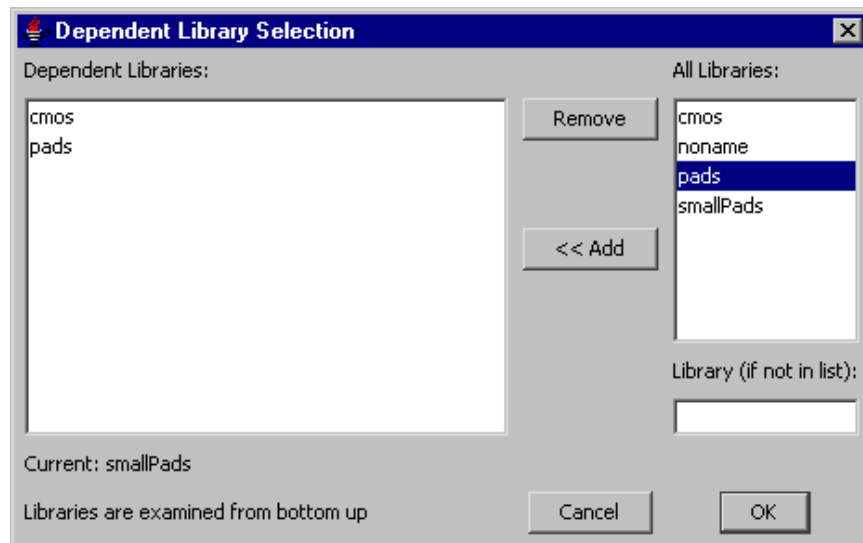 Dependent Library Selection
Dependent Libraries:
All Libraries:
cmos
pads
Remove
<< Add
cmos
noname
pads
smallPads
Library (if not in list):
Current: smallPads
Libraries are examined from bottom up
Cancel
OK